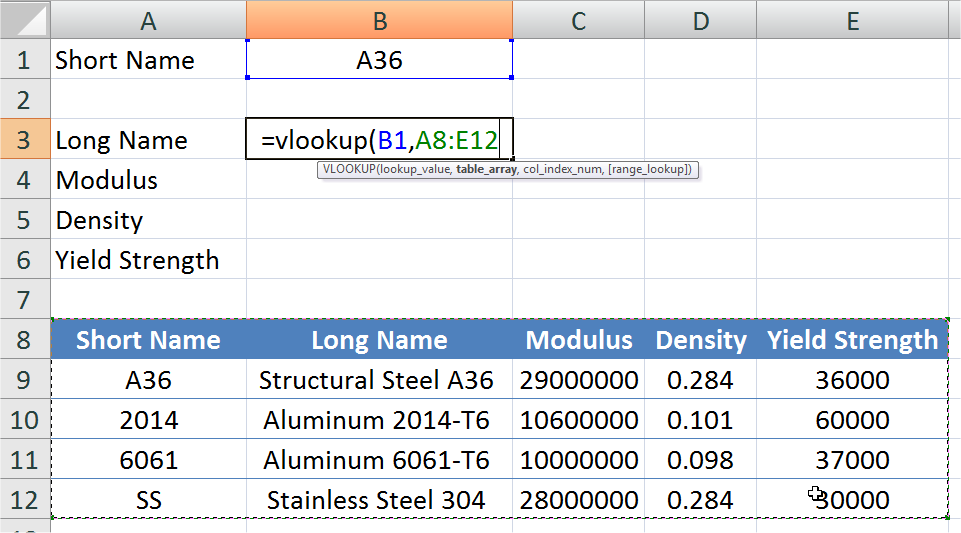 A B C D E
1 Short Name A36
2
3 Long Name =vlookup(B1,A8:E12
VLOOKUP(lookup_value, table_array, col_index_num, [range_lookup])
4 Modulus
5 Density
6 Yield Strength
7
8 Short Name Long Name Modulus Density Yield Strength
9 A36 Structural Steel A36 29000000 0.284 36000
10 2014 Aluminum 2014-T6 10600000 0.101 60000
11 6061 Aluminum 6061-T6 10000000 0.098 37000
12 SS Stainless Steel 304 28000000 0.284 30000